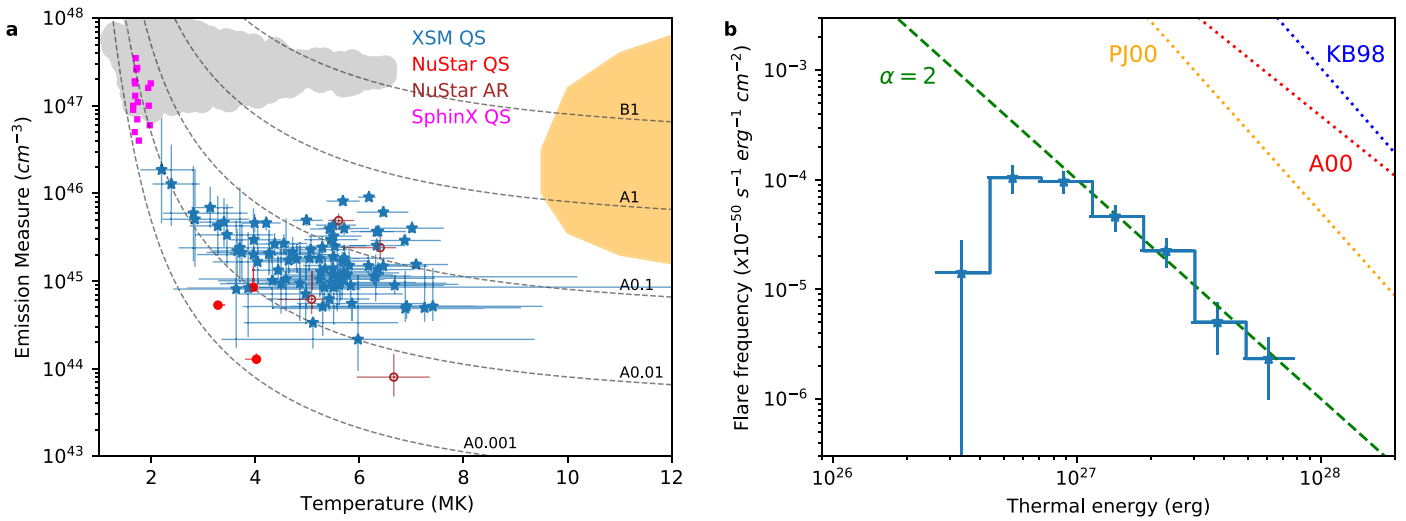 a
10^48
10^47
10^46
10^45
10^44
10^43
Emission Measure (cm^−3)
XSM QS
NuStar QS
NuStar AR
SphinX QS
B1
A1
A0.1
A0.01
A0.001
2
4
6
8
10
12
Temperature (MK)
b
10^−3
10^−4
10^−5
10^−6
Flare frequency (x10^−50 s^−1 erg^−1 cm^−2)
α = 2
PJ00
KB98
A00
10^26
10^27
10^28
Thermal energy (erg)